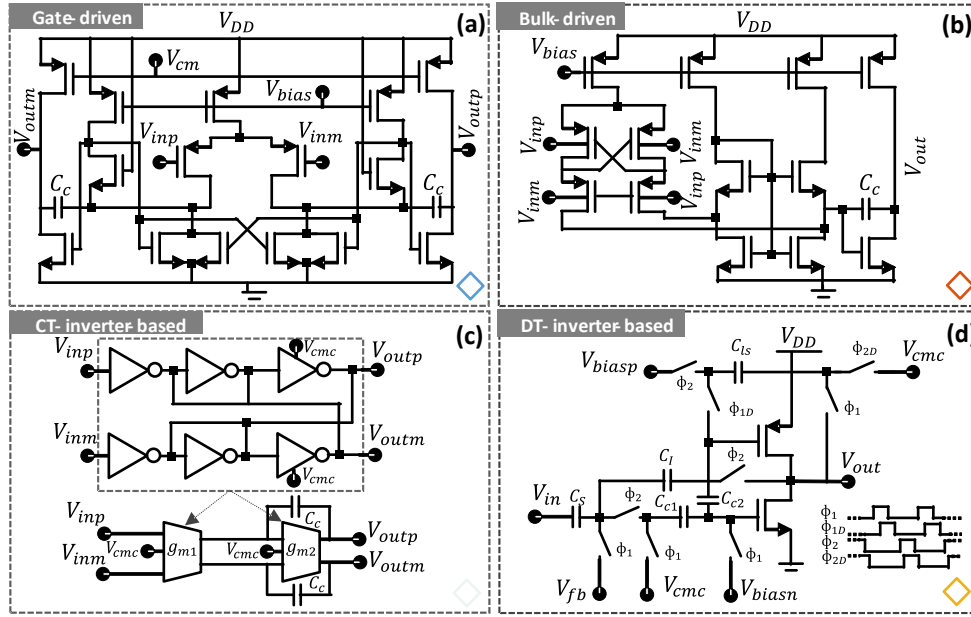 Gate- driven
(a)
V_DD
V_cm
V_bias
V_outm
V_inp
V_inm
V_outp
C_c
C_c
Bulk- driven
(b)
V_DD
V_bias
V_inp
V_inm
V_inm
V_inp
V_out
C_c
CT- inverter-based
(c)
V_inp
V_cmc
V_outp
V_inm
V_cmc
V_outm
V_inp
C_c
V_outp
V_inm
V_cmc
g_m1
V_cmc
g_m2
V_outm
C_c
DT- inverter-based
(d)
V_biasp
ϕ_2
C_ls
V_DD
ϕ_2D
V_cmc
ϕ_1D
ϕ_1
C_I
ϕ_2
V_out
V_in
C_S
ϕ_2
C_c1
C_c2
ϕ_1
ϕ_1
ϕ_1
V_fb
V_cmc
V_biasn
ϕ_1
ϕ_1D
ϕ_2
ϕ_2D